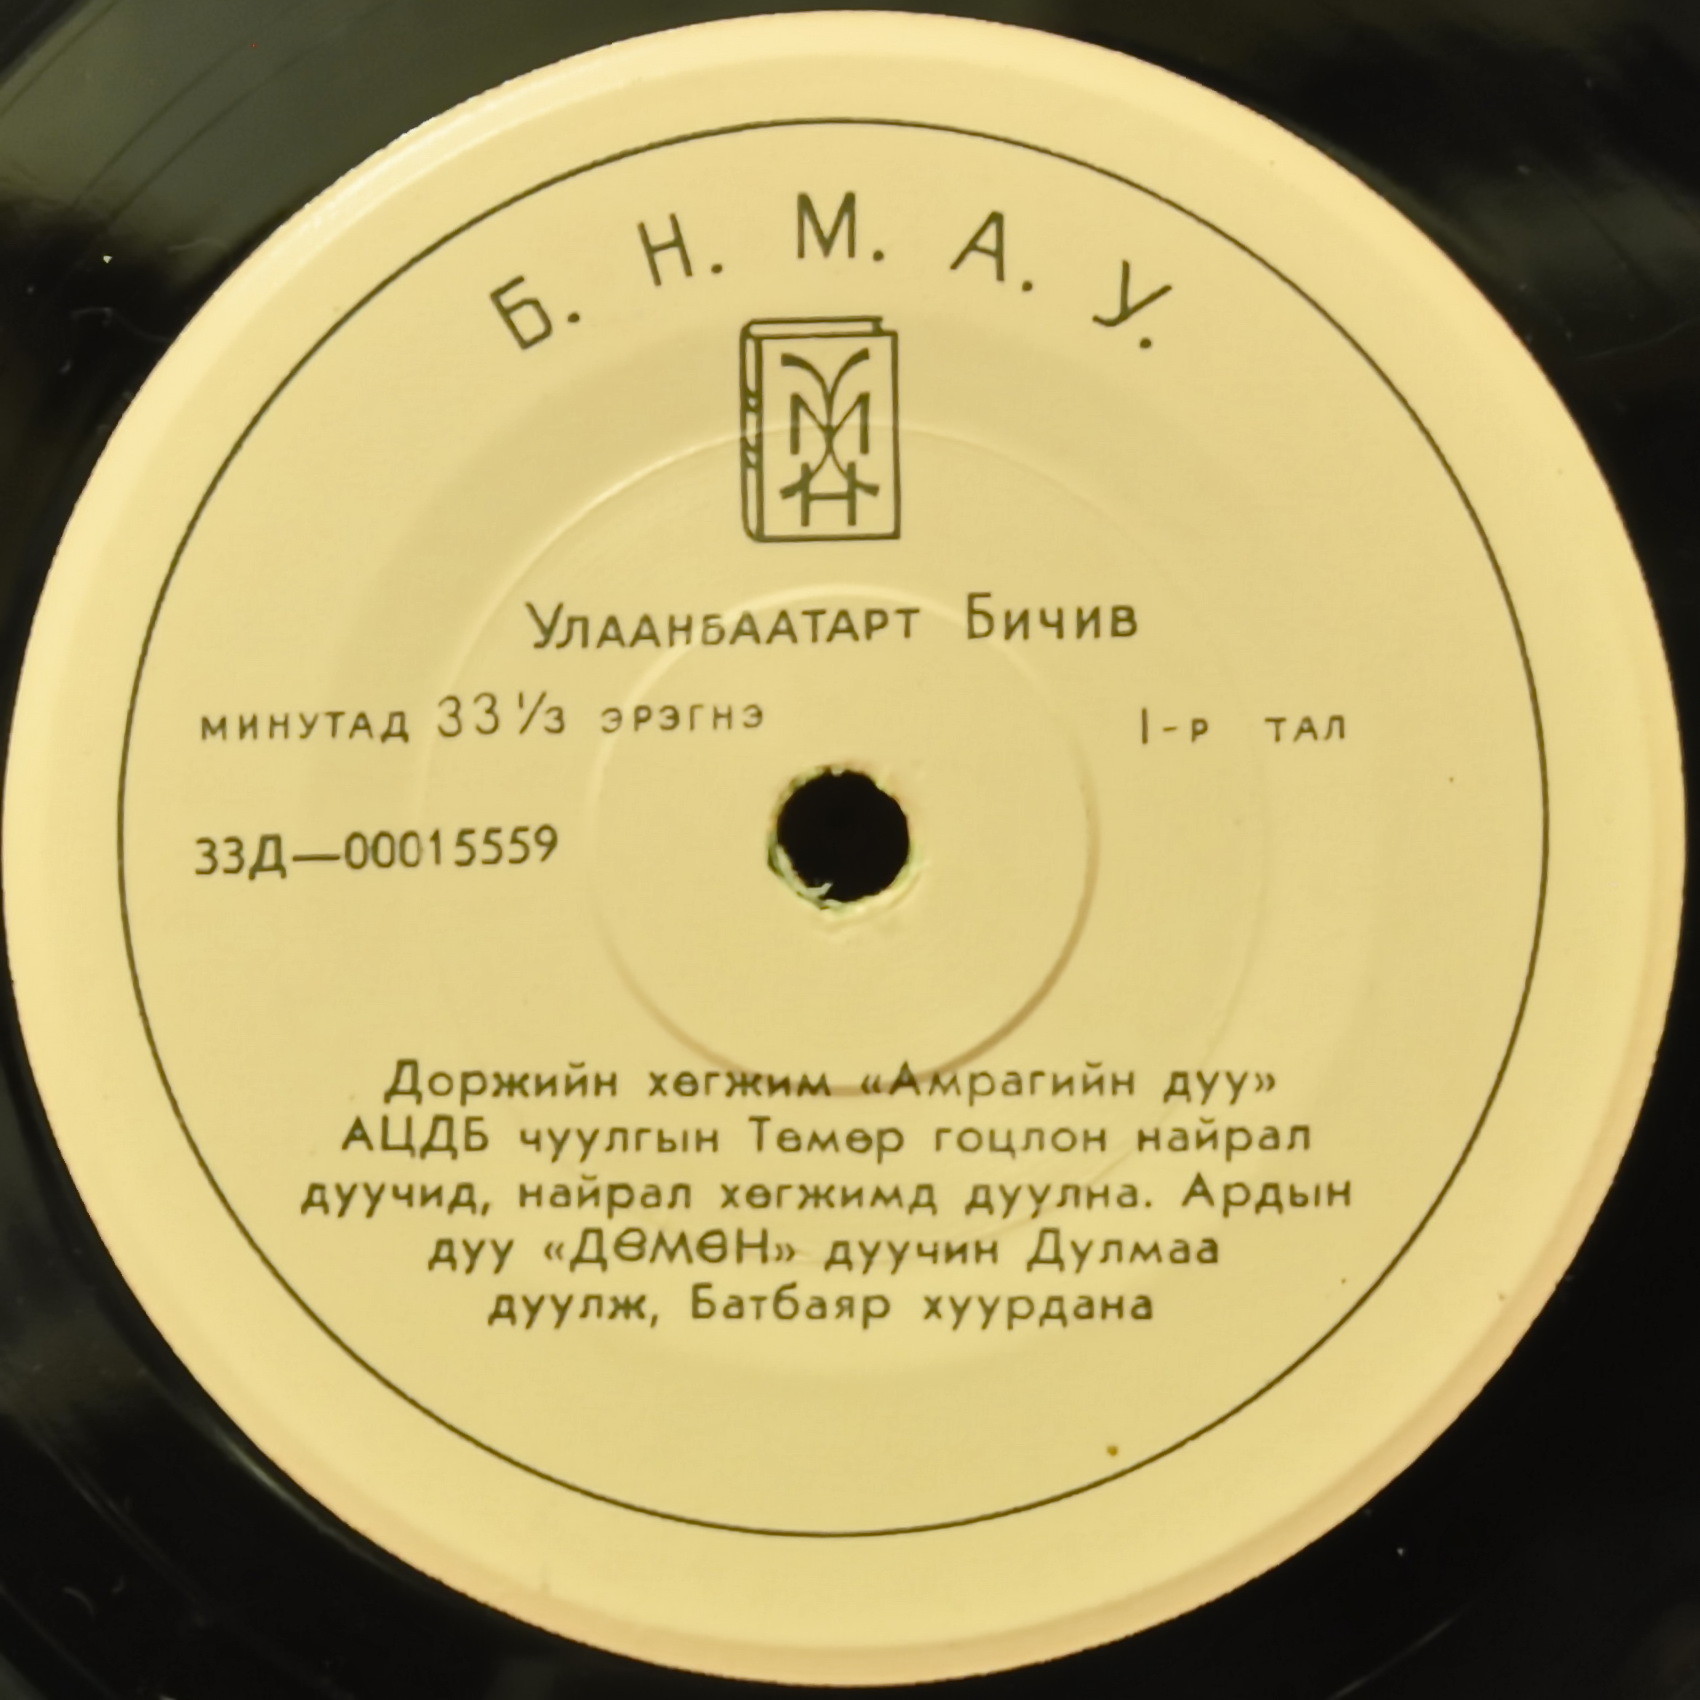 Б. Н. М. А. У.
УМН
Улаанбаатарт Бичив
минутад 33 1/3 эрэгнэ 1-р тал
33Д—00015559
Доржийн хөгжим «Амрагийн дуу»
АЦДБ чуулгын Төмөр гоцлон найрал
дуучид, найрал хөгжимд дуулна. Ардын
дуу «ДӨМӨН» дуучин Дулмаа
дуулж, Батбаяр хуурдана